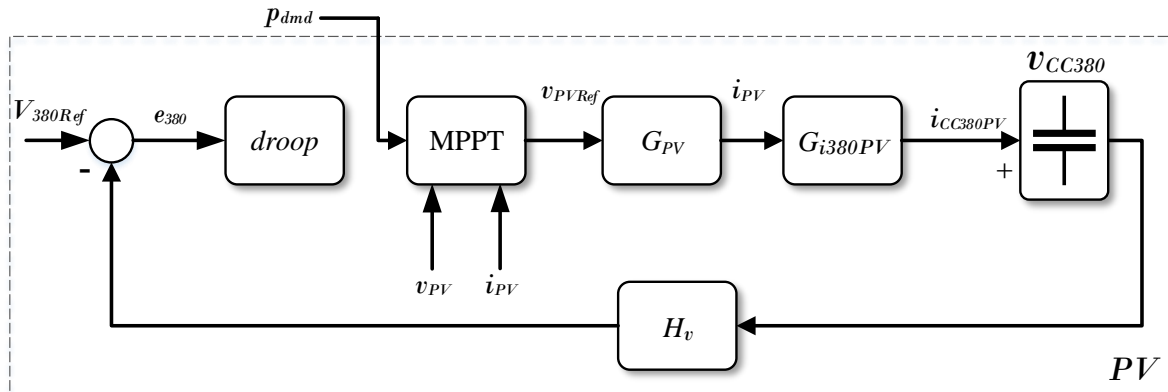 p_dmd
v_CC380
V_380Ref
e_380
droop
MPPT
v_PVRef
G_PV
i_PV
G_i380PV
i_CC380PV
-
+
v_PV
i_PV
H_v
PV